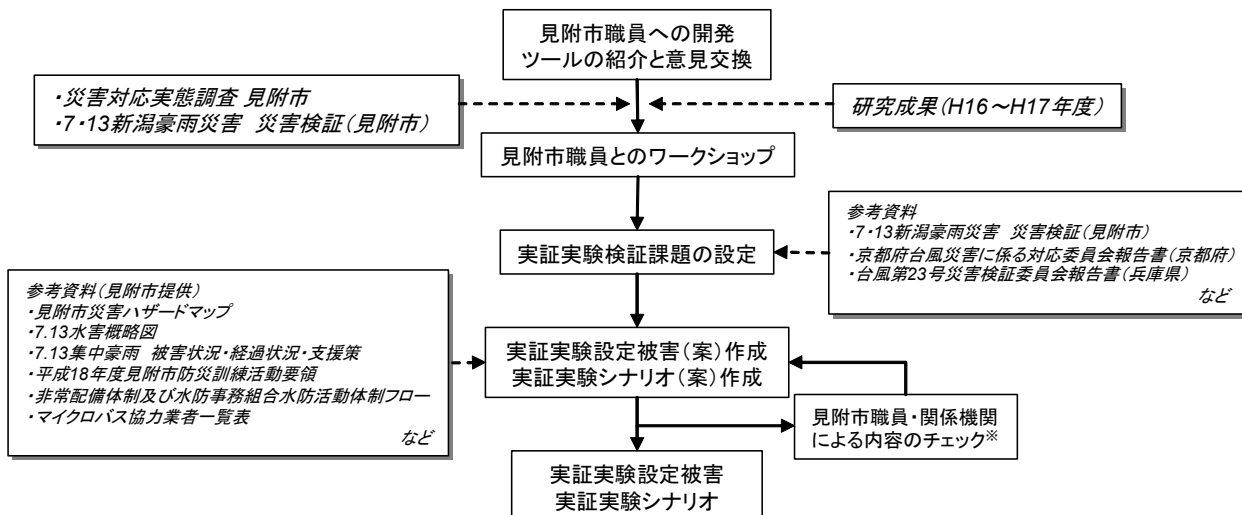 見附市職員への開発
ツールの紹介と意見交換
・災害対応実態調査 見附市
・7・13新潟豪雨災害　災害検証（見附市）
研究成果（H16～H17年度）
見附市職員とのワークショップ
実証実験検証課題の設定
参考資料
・7・13新潟豪雨災害　災害検証（見附市）
・京都府台風災害に係る対応委員会報告書（京都府）
・台風第23号災害検証委員会報告書（兵庫県）
など
参考資料（見附市提供）
・見附市災害ハザードマップ
・7.13水害概略図
・7.13集中豪雨　被害状況・経過状況・支援策
・平成18年度見附市防災訓練活動要領
・非常配備体制及び水防事務組合水防活動体制フロー
・マイクロバス協力業者一覧表
など
実証実験設定被害（案）作成
実証実験シナリオ（案）作成
見附市職員・関係機関
による内容のチェック※
実証実験設定被害
実証実験シナリオ